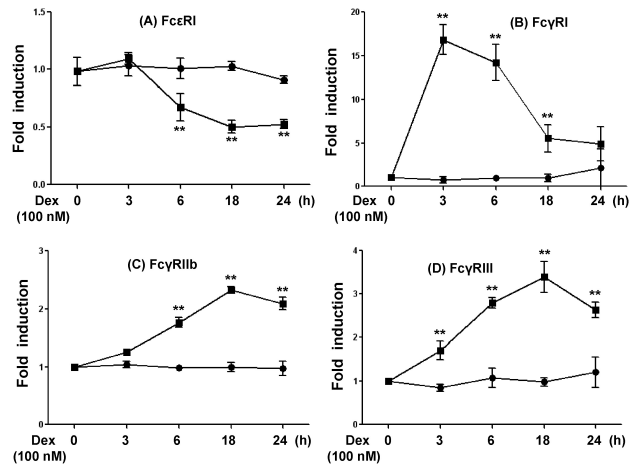 (A) FcεRI
Fold induction
1.5
1.0
0.5
0.0
** ** **
0 3 6 18 24 (h)
Dex
(100 nM)
(B) FcγRI
Fold induction
20
15
10
5
0
** ** **
0 3 6 18 24 (h)
Dex
(100 nM)
(C) FcγRIIb
Fold induction
3
2
1
0
** ** **
Dex 0 3 6 18 24 (h)
(100 nM)
(D) FcγRIII
Fold induction
4
3
2
1
0
** ** ** **
Dex 0 3 6 18 24 (h)
(100 nM)